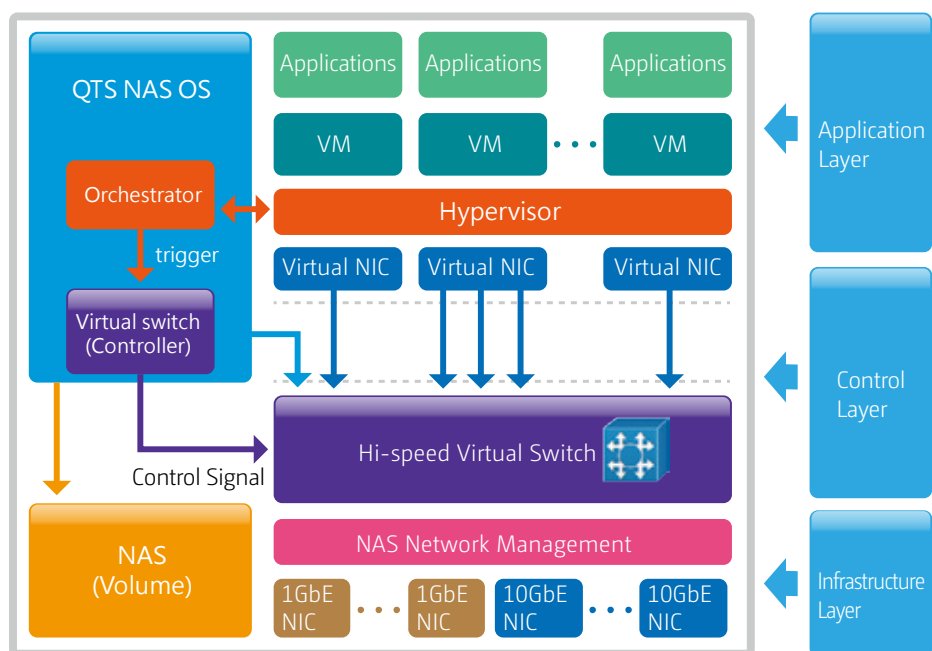 QTS NAS OS
Orchestrator
trigger
Virtual switch
(Controller)
Control Signal
NAS
(Volume)
Applications
Applications
Applications
VM
VM
VM
Hypervisor
Virtual NIC
Virtual NIC
Virtual NIC
Hi-speed Virtual Switch
NAS Network Management
1GbE
NIC
1GbE
NIC
10GbE
NIC
10GbE
NIC
Application
Layer
Control
Layer
Infrastructure
Layer